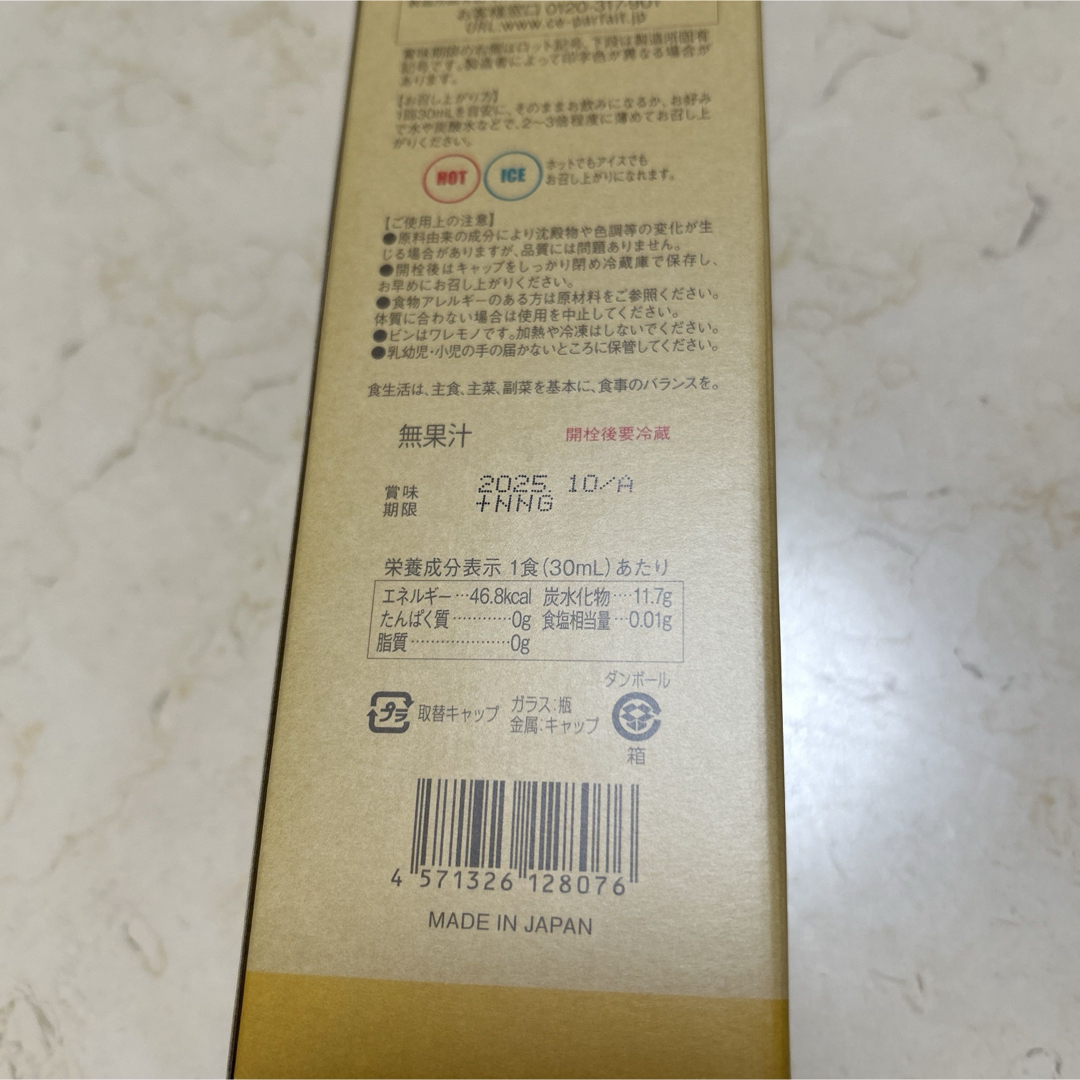 お客様窓口 0120-317-901
URL:www.ce-parfait.jp
賞味期限の右側はロット記号、下段は製造所固有
記号です。製造者によって印字色が異なる場合が
あります。
【お召し上がり方】
1回30mLを目安に、そのままお飲みになるか、お好み
で水や炭酸水などで、2〜3倍程度に薄めてお召し上
がりください。
HOT ICE ホットでもアイスでも
お召し上がりになれます。
【ご使用上の注意】
●原料由来の成分により沈殿物や色調等の変化が生
じる場合がありますが、品質には問題ありません。
●開栓後はキャップをしっかり閉め冷蔵庫で保存し、
お早めにお召し上がりください。
●食物アレルギーのある方は原材料をご参照ください。
体質に合わない場合は使用を中止してください。
●ビンはワレモノです。加熱や冷凍はしないでください。
●乳幼児・小児の手の届かないところに保管してください。
食生活は、主食、主菜、副菜を基本に、食事のバランスを。
無果汁 開栓後要冷蔵
賞味期限 2025. 10/A
+NNG
栄養成分表示 1食(30mL)あたり
エネルギー…46.8kcal 炭水化物…11.7g
たんぱく質…………0g 食塩相当量…0.01g
脂質…………………0g
ダンボール
プラ 取替キャップ ガラス:瓶
金属:キャップ
箱
4 571326 128076
MADE IN JAPAN